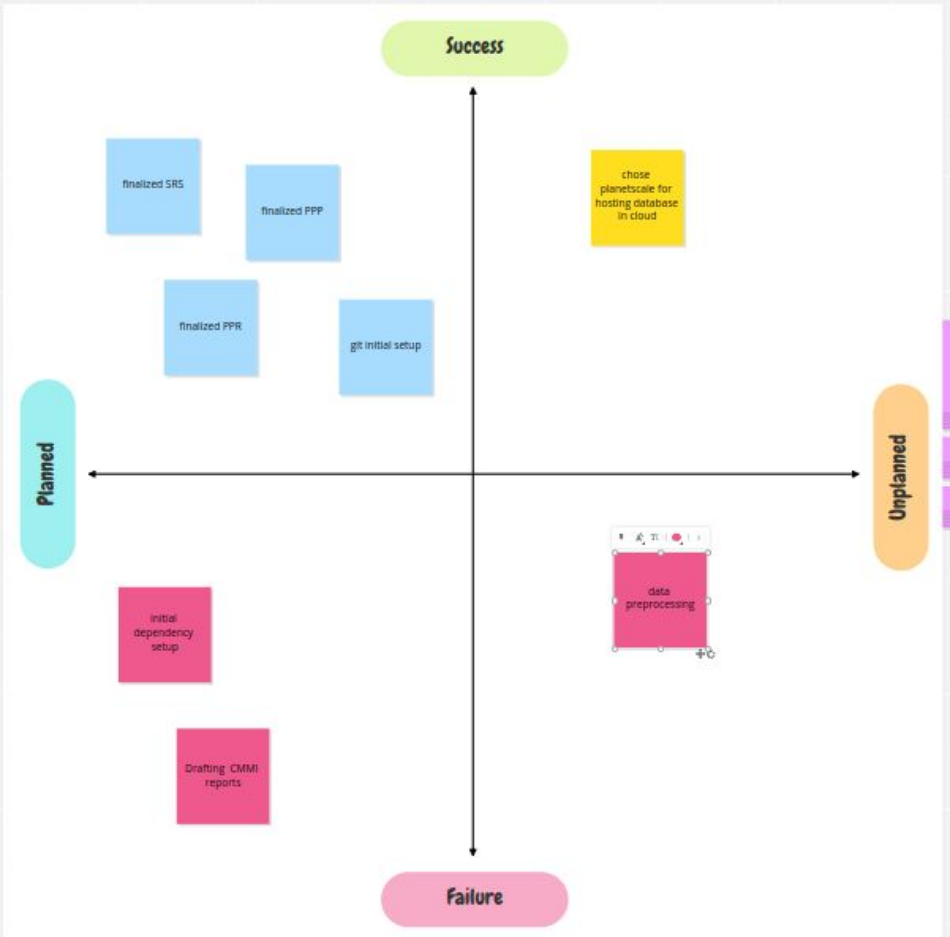 Success
finalized SRS
finalized PPP
chose
planetscale for
hosting database
in cloud
finalized PPR
git initial setup
Planned
Unplanned
data
preprocessing
initial
dependency
setup
Drafting CMMI
reports
Failure